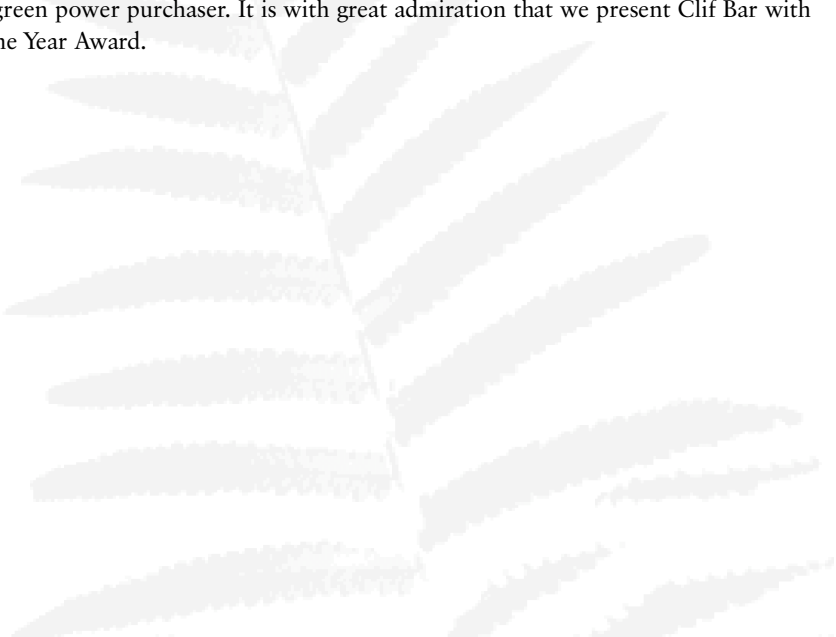 green power purchaser. It is with great admiration that we present Clif Bar with
he Year Award.